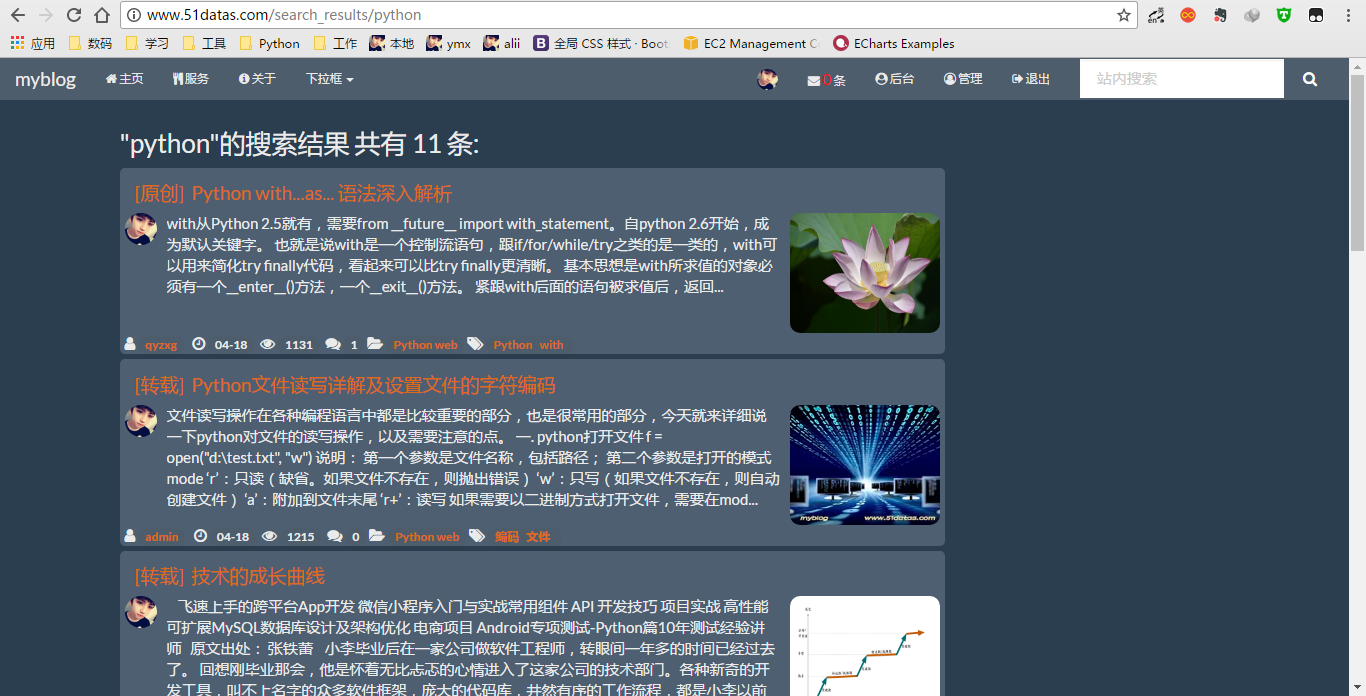 www.51datas.com/search_results/python
应用 数码 学习 工具 Python 工作 本地 ymx alii 全局 CSS 样式 · Boot EC2 Management C ECharts Examples
myblog 主页 服务 关于 下拉框 0条 后台 管理 退出 站内搜索
"python"的搜索结果 共有 11 条:
[原创] Python with...as... 语法深入解析
with从Python 2.5就有，需要from __future__ import with_statement。自python 2.6开始，成
为默认关键字。 也就是说with是一个控制流语句，跟if/for/while/try之类的是一类的，with可
以用来简化try finally代码，看起来可以比try finally更清晰。 基本思想是with所求值的对象必
须有一个__enter__()方法，一个__exit__()方法。 紧跟with后面的语句被求值后，返回...
qyzxg 04-18 1131 1 Python web Python with
[转载] Python文件读写详解及设置文件的字符编码
文件读写操作在各种编程语言中都是比较重要的部分，也是很常用的部分，今天就来详细说
一下python对文件的读写操作，以及需要注意的点。 一. python打开文件 f =
open("d:\test.txt", "w") 说明： 第一个参数是文件名称，包括路径； 第二个参数是打开的模式
mode ‘r’：只读（缺省。如果文件不存在，则抛出错误） ‘w’：只写（如果文件不存在，则自动
创建文件） ‘a’：附加到文件末尾 ‘r+’：读写 如果需要以二进制方式打开文件，需要在mod...
myblog www.51datas.com
admin 04-18 1215 0 Python web 编码 文件
[转载] 技术的成长曲线
飞速上手的跨平台App开发 微信小程序入门与实战常用组件 API 开发技巧 项目实战 高性能
可扩展MySQL数据库设计及架构优化 电商项目 Android专项测试-Python篇10年测试经验讲
师 原文出处： 张铁蕾 小李毕业后在一家公司做软件工程师，转眼间一年多的时间已经过去
了。 回想刚毕业那会，他是怀着无比忐忑的心情进入了这家公司的技术部门。各种新奇的开
发工具，叫不上名字的众多软件框架，庞大的代码库，井然有序的工作流程，都是小李以前